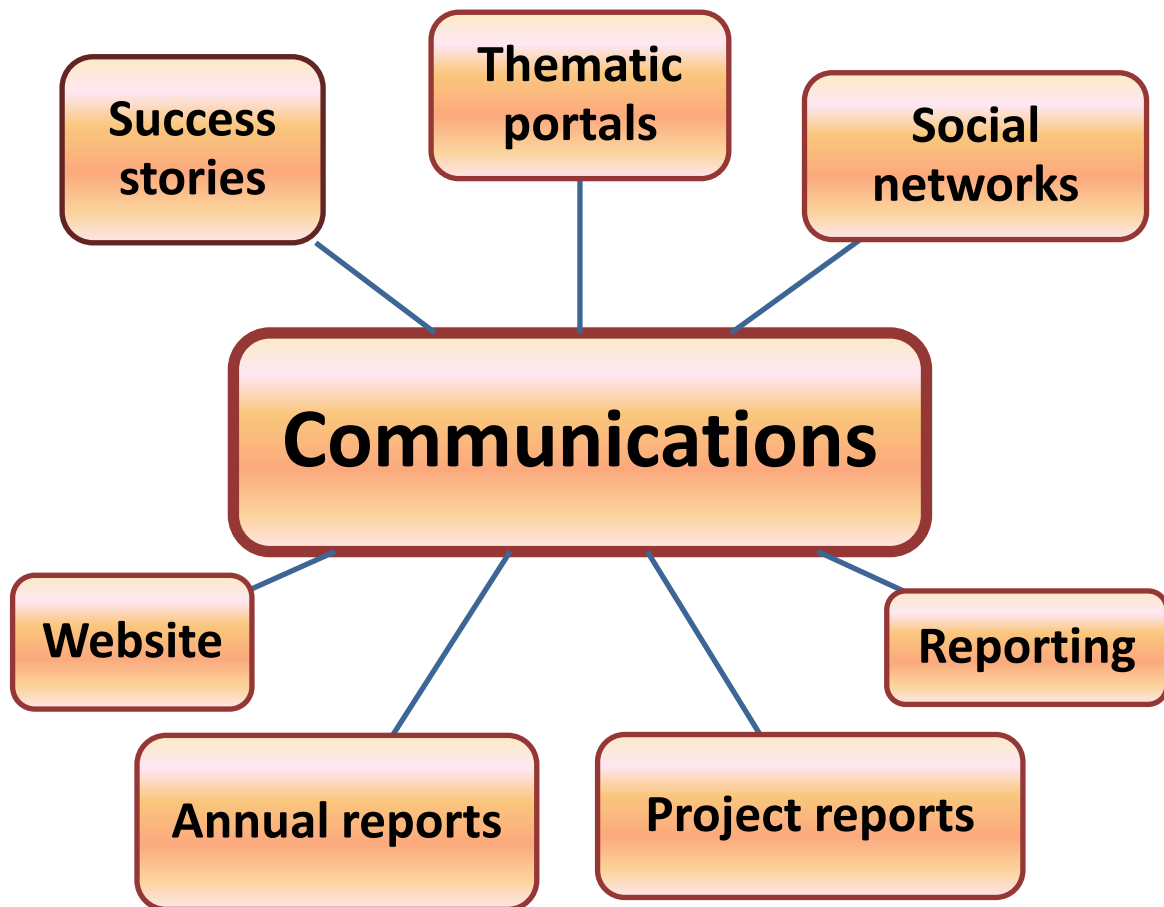 Thematic
portals
Success
stories
Social
networks
Communications
Website
Reporting
Annual reports
Project reports